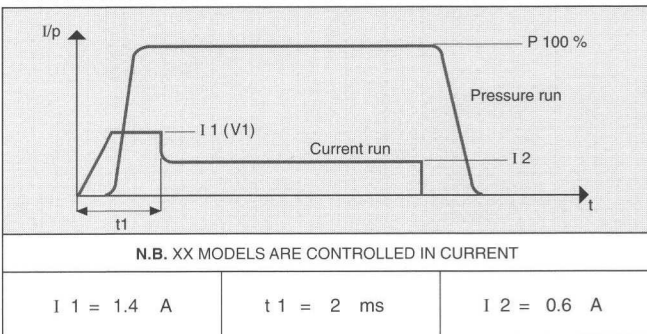 I/p
P 100 %
Pressure run
I 1 (V1)
Current run
I 2
t
t1
N.B. XX MODELS ARE CONTROLLED IN CURRENT
I 1 = 1.4 A
t 1 = 2 ms
I 2 = 0.6 A